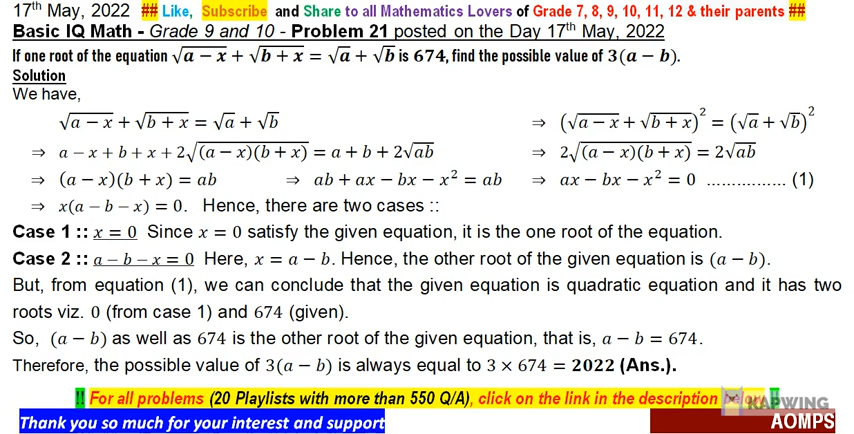 17th May, 2022 ## Like, Subscribe and Share to all Mathematics Lovers of Grade 7, 8, 9, 10, 11, 12 & their parents ##
Basic IQ Math - Grade 9 and 10 - Problem 21 posted on the Day 17th May, 2022
If one root of the equation √(a − x) + √(b + x) = √a + √b is 674, find the possible value of 3(a − b).
Solution
We have,
√(a − x) + √(b + x) = √a + √b ⇒ (√(a − x) + √(b + x))² = (√a + √b)²
⇒ a − x + b + x + 2√((a − x)(b + x)) = a + b + 2√(ab) ⇒ 2√((a − x)(b + x)) = 2√(ab)
⇒ (a − x)(b + x) = ab ⇒ ab + ax − bx − x² = ab ⇒ ax − bx − x² = 0 ................ (1)
⇒ x(a − b − x) = 0. Hence, there are two cases ::
Case 1 :: x = 0 Since x = 0 satisfy the given equation, it is the one root of the equation.
Case 2 :: a − b − x = 0 Here, x = a − b. Hence, the other root of the given equation is (a − b).
But, from equation (1), we can conclude that the given equation is quadratic equation and it has two
roots viz. 0 (from case 1) and 674 (given).
So, (a − b) as well as 674 is the other root of the given equation, that is, a − b = 674.
Therefore, the possible value of 3(a − b) is always equal to 3 × 674 = 2022 (Ans.).
!! For all problems (20 Playlists with more than 550 Q/A), click on the link in the description !!
KAPWING
Thank you so much for your interest and support AOMPS